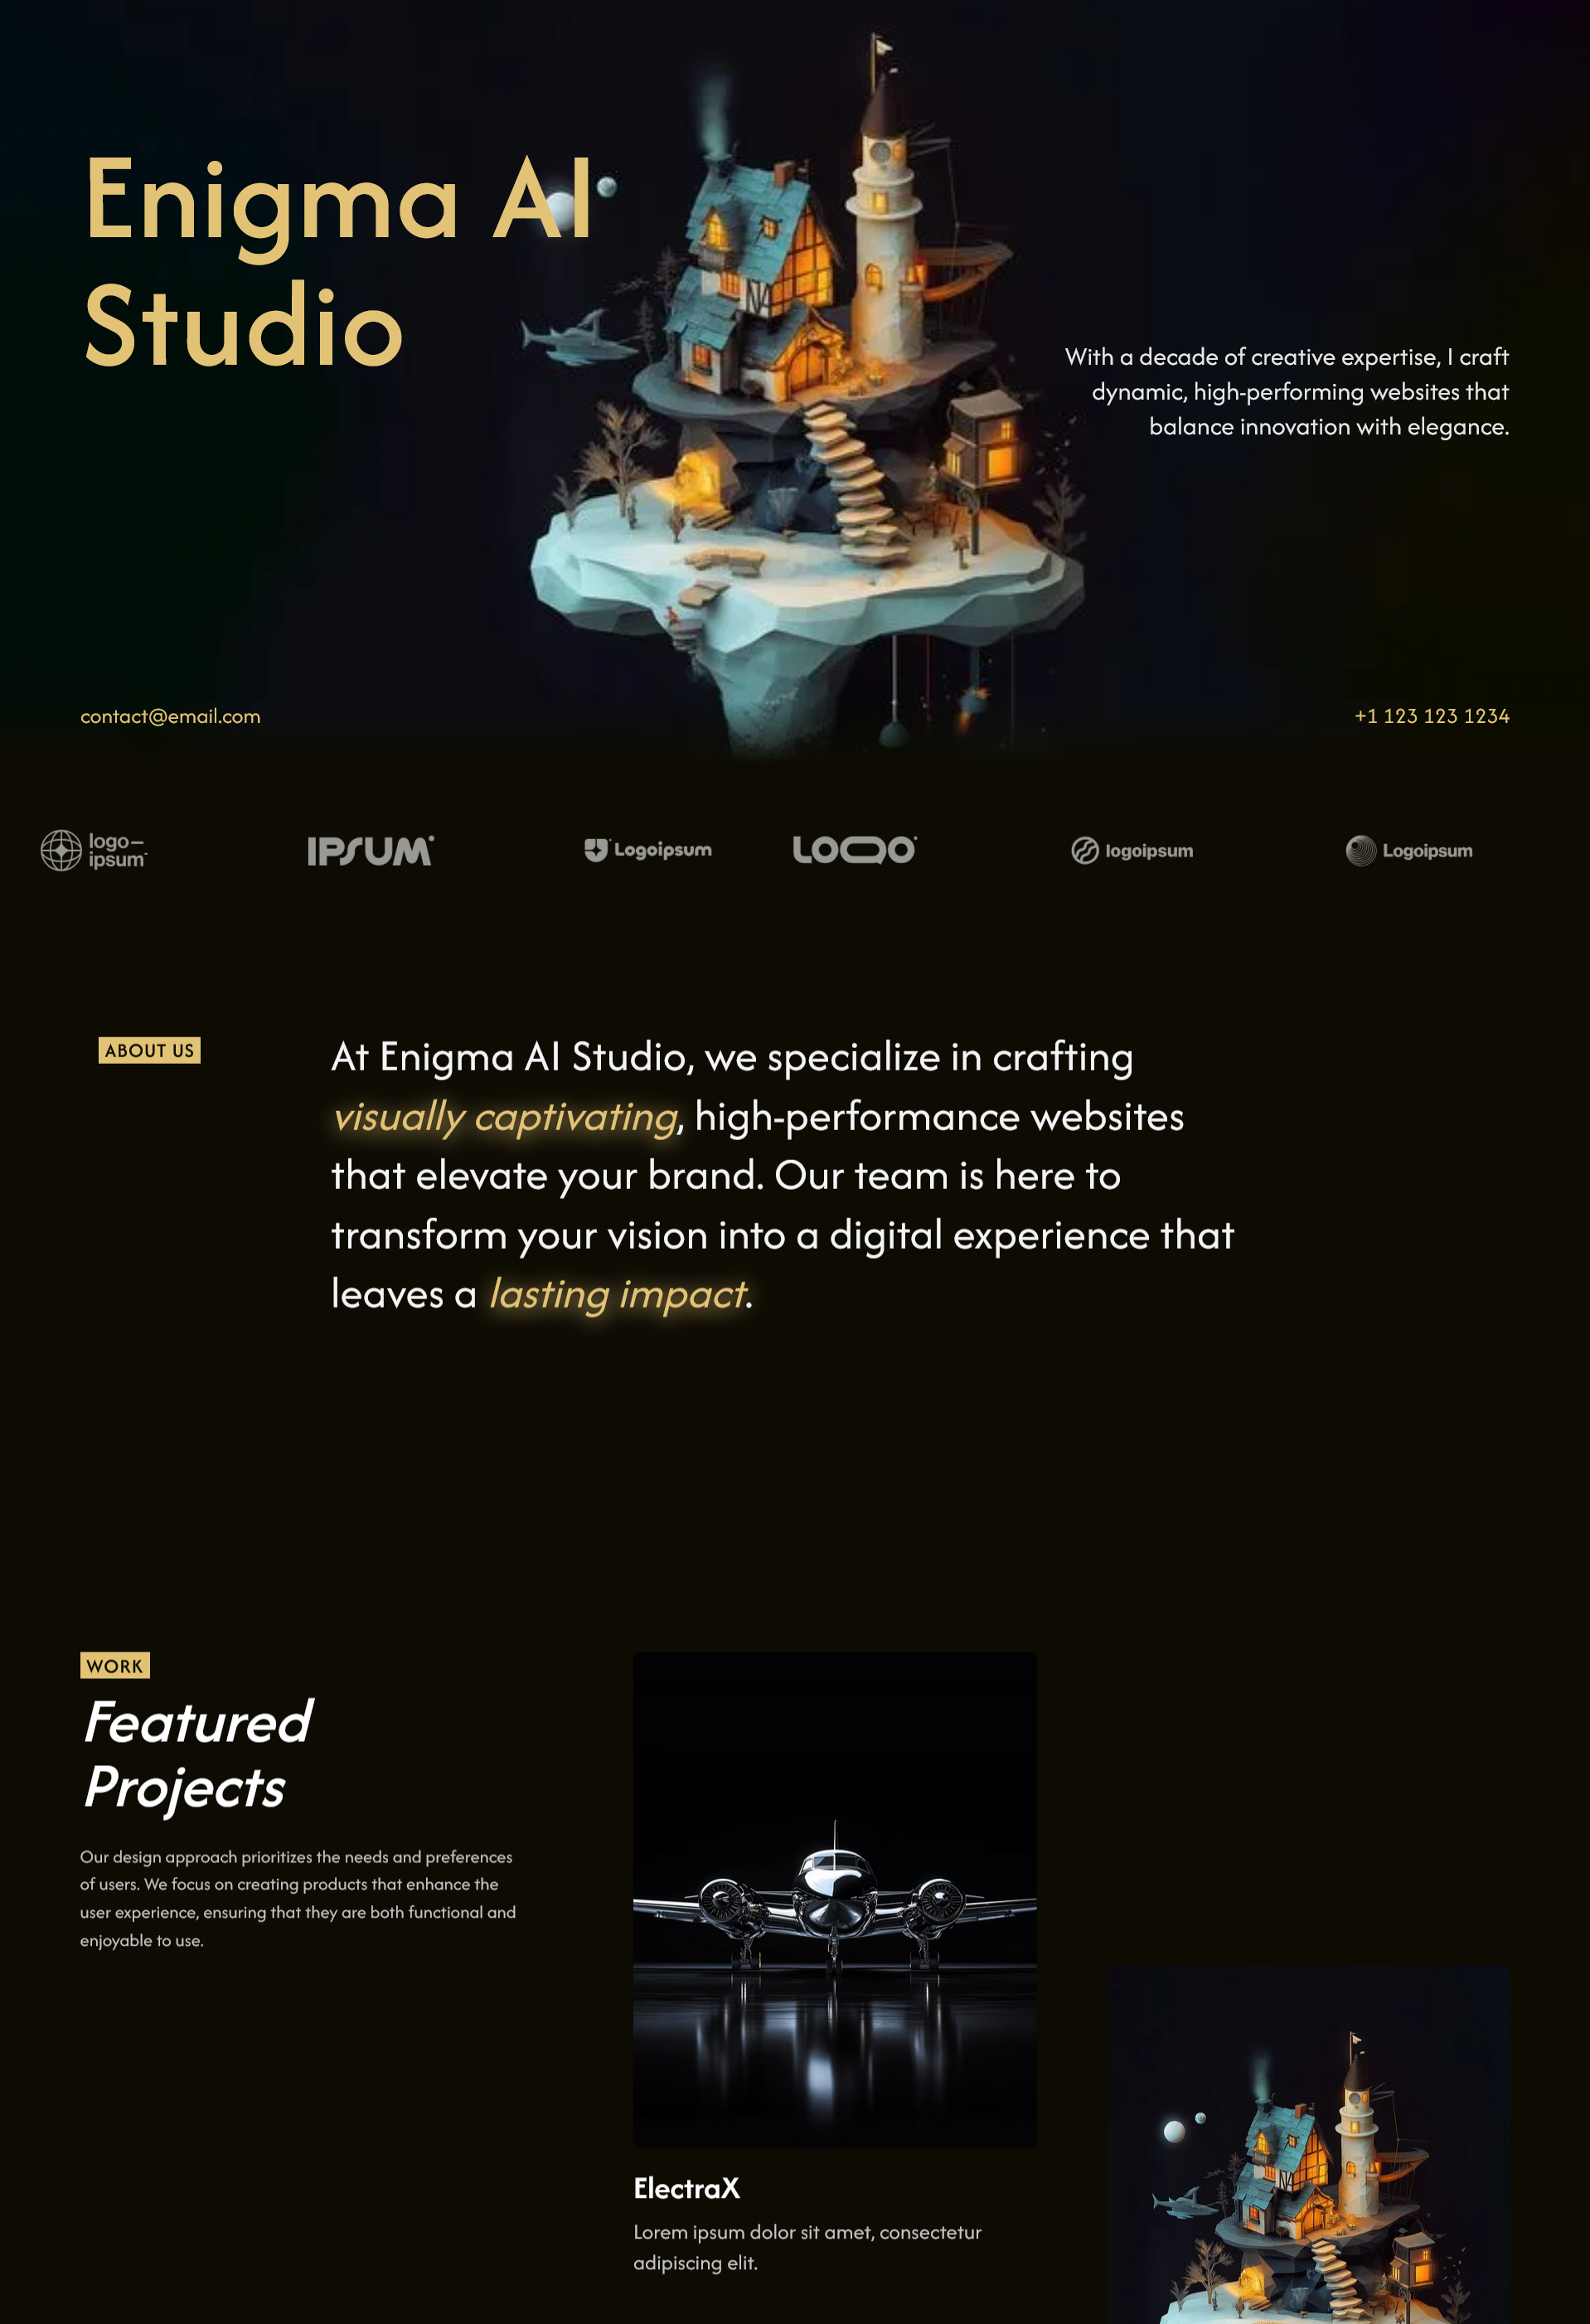 Enigma AI
Studio
With a decade of creative expertise, I craft
dynamic, high-performing websites that
balance innovation with elegance.
contact@email.com
+1 123 123 1234
logo—
ipsum
IPSUM
Logoipsum
LOQO
logoipsum
Logoipsum
ABOUT US
At Enigma AI Studio, we specialize in crafting
visually captivating, high-performance websites
that elevate your brand. Our team is here to
transform your vision into a digital experience that
leaves a lasting impact.
WORK
Featured
Projects
Our design approach prioritizes the needs and preferences
of users. We focus on creating products that enhance the
user experience, ensuring that they are both functional and
enjoyable to use.
ElectraX
Lorem ipsum dolor sit amet, consectetur
adipiscing elit.